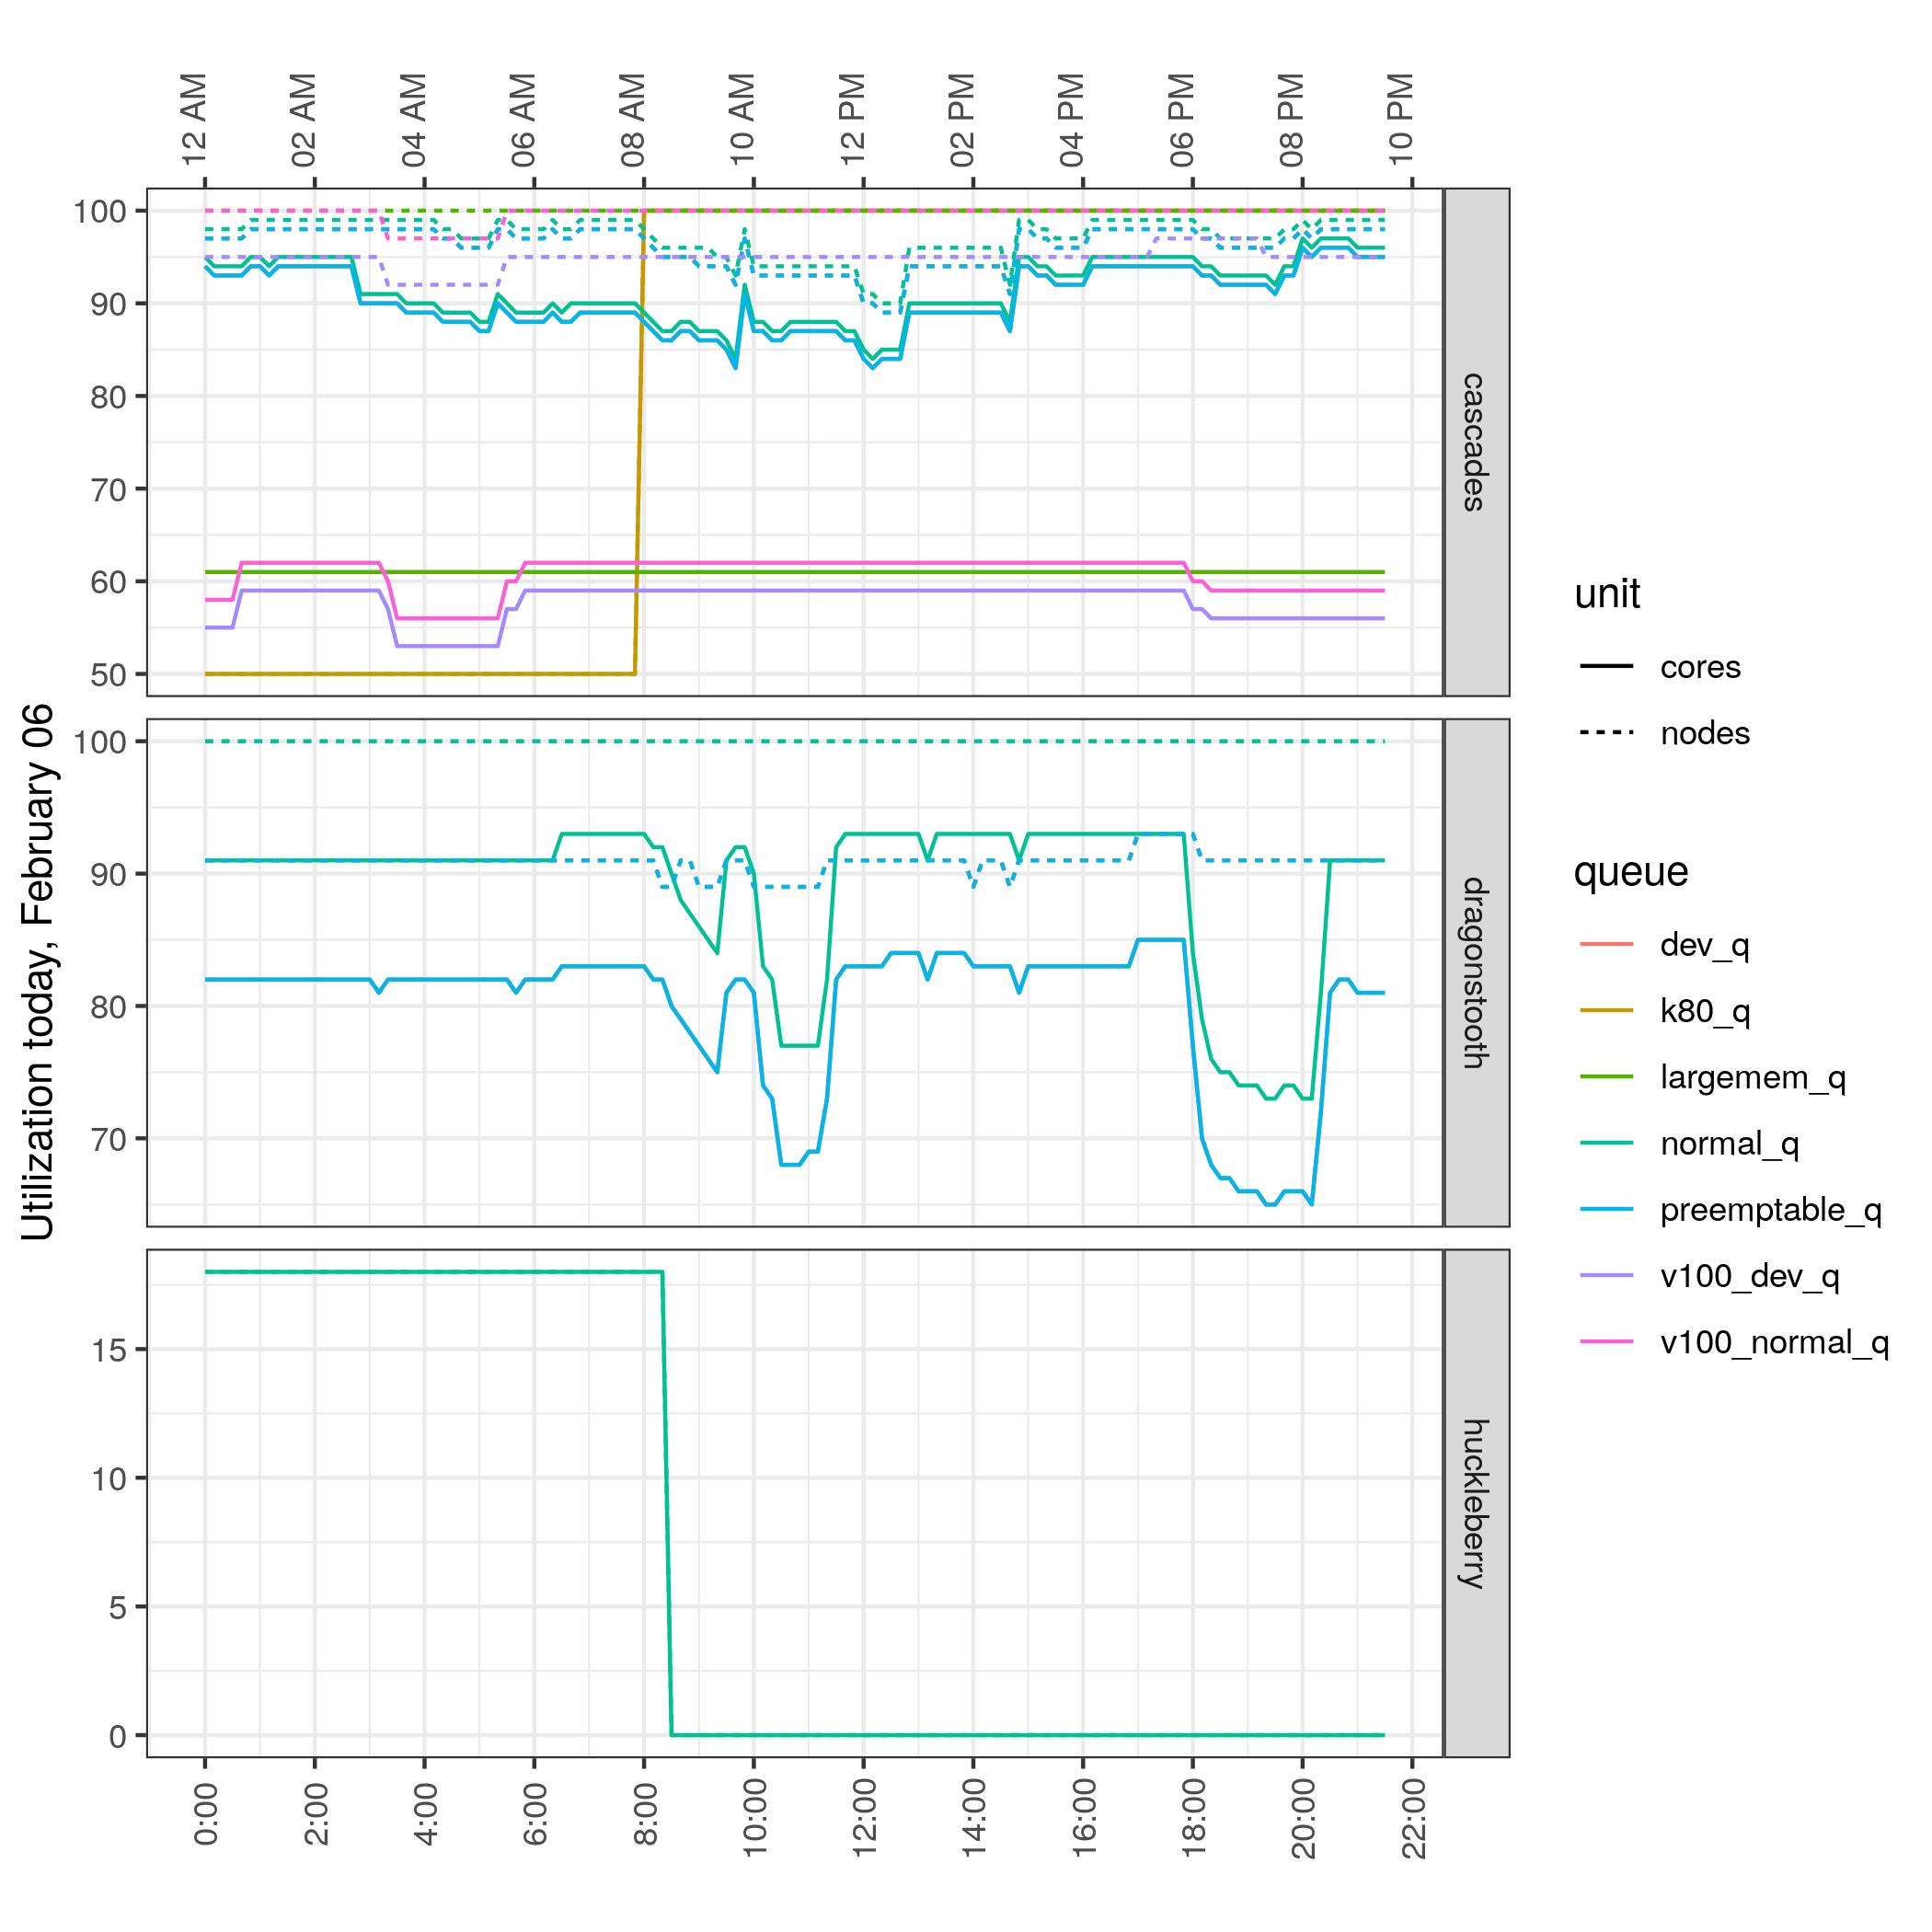 12 AM
02 AM
04 AM
06 AM
08 AM
10 AM
12 PM
02 PM
04 PM
06 PM
08 PM
10 PM
Utilization today, February 06
100
90
80
70
60
50
cascades
100
90
80
70
dragonstooth
15
10
5
0
huckleberry
0:00
2:00
4:00
6:00
8:00
10:00
12:00
14:00
16:00
18:00
20:00
22:00
unit
cores
nodes
queue
dev_q
k80_q
largemem_q
normal_q
preemptable_q
v100_dev_q
v100_normal_q